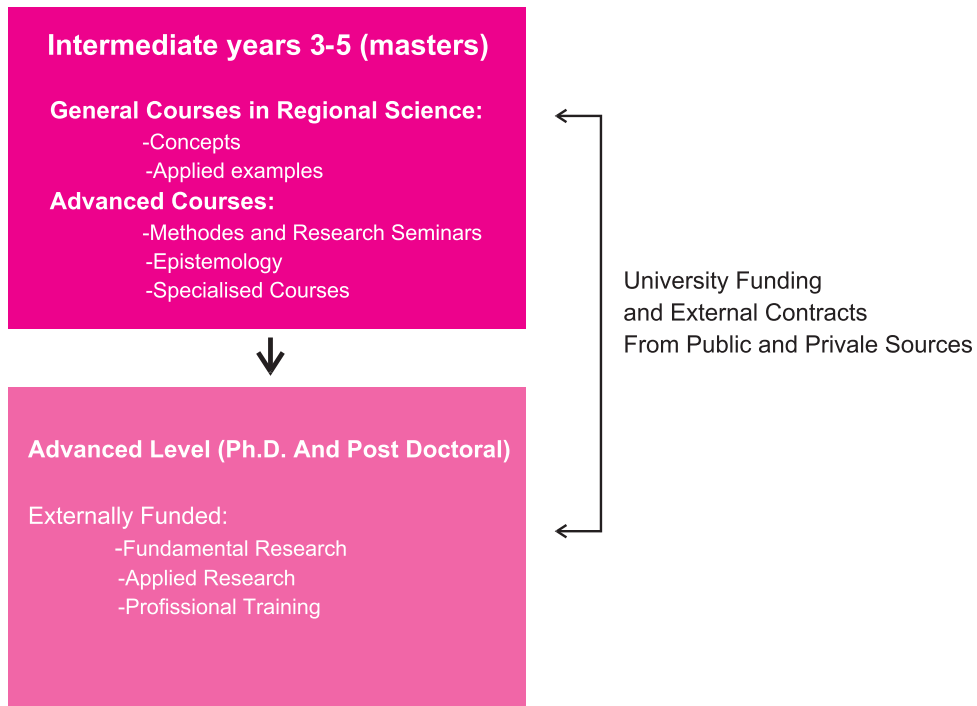 Intermediate years 3-5 (masters)
General Courses in Regional Science:
-Concepts
-Applied examples
Advanced Courses:
-Methodes and Research Seminars
-Epistemology
-Specialised Courses
Advanced Level (Ph.D. And Post Doctoral)
Externally Funded:
-Fundamental Research
-Applied Research
-Profissional Training
University Funding
and External Contracts
From Public and Privale Sources